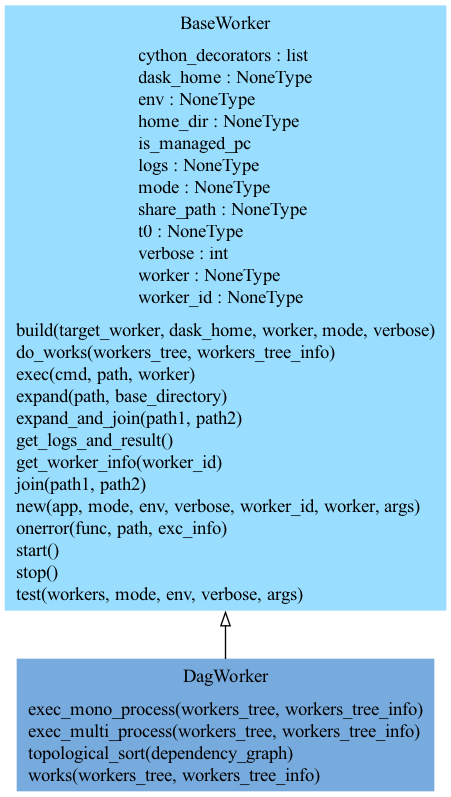 BaseWorker
cython_decorators : list
dask_home : NoneType
env : NoneType
home_dir : NoneType
is_managed_pc
logs : NoneType
mode : NoneType
share_path : NoneType
t0 : NoneType
verbose : int
worker : NoneType
worker_id : NoneType
build(target_worker, dask_home, worker, mode, verbose)
do_works(workers_tree, workers_tree_info)
exec(cmd, path, worker)
expand(path, base_directory)
expand_and_join(path1, path2)
get_logs_and_result()
get_worker_info(worker_id)
join(path1, path2)
new(app, mode, env, verbose, worker_id, worker, args)
onerror(func, path, exc_info)
start()
stop()
test(workers, mode, env, verbose, args)
DagWorker
exec_mono_process(workers_tree, workers_tree_info)
exec_multi_process(workers_tree, workers_tree_info)
topological_sort(dependency_graph)
works(workers_tree, workers_tree_info)